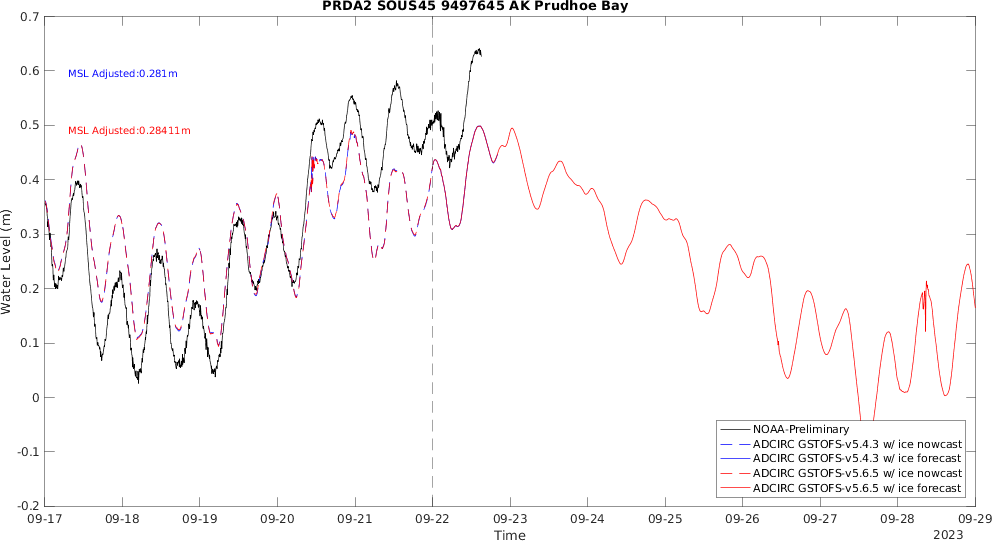 PRDA2 SOUS45 9497645 AK Prudhoe Bay
0.7
0.6
0.5
0.4
0.3
0.2
0.1
0
-0.1
-0.2
Water Level (m)
MSL Adjusted:0.281m
MSL Adjusted:0.28411m
NOAA-Preliminary
ADCIRC GSTOFS-v5.4.3 w/ ice nowcast
ADCIRC GSTOFS-v5.4.3 w/ ice forecast
ADCIRC GSTOFS-v5.6.5 w/ ice nowcast
ADCIRC GSTOFS-v5.6.5 w/ ice forecast
09-17 09-18 09-19 09-20 09-21 09-22 09-23 09-24 09-25 09-26 09-27 09-28 09-29
Time
2023